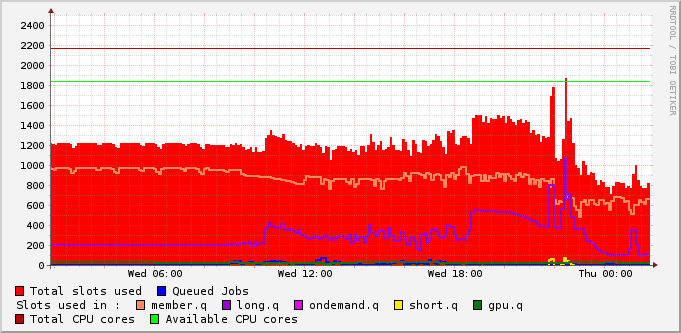 RRDTOOL / TOBI OETIKER
2400
2200
2000
1800
1600
1400
1200
1000
800
600
400
200
0
Wed 06:00 Wed 12:00 Wed 18:00 Thu 00:00
Total slots used Queued Jobs
Slots used in : member.q long.q ondemand.q short.q gpu.q
Total CPU cores Available CPU cores